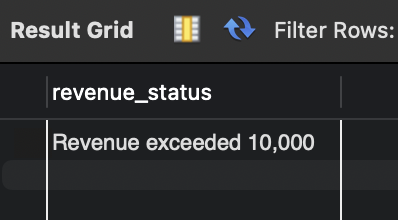 Result Grid Filter Rows:
revenue_status
Revenue exceeded 10,000